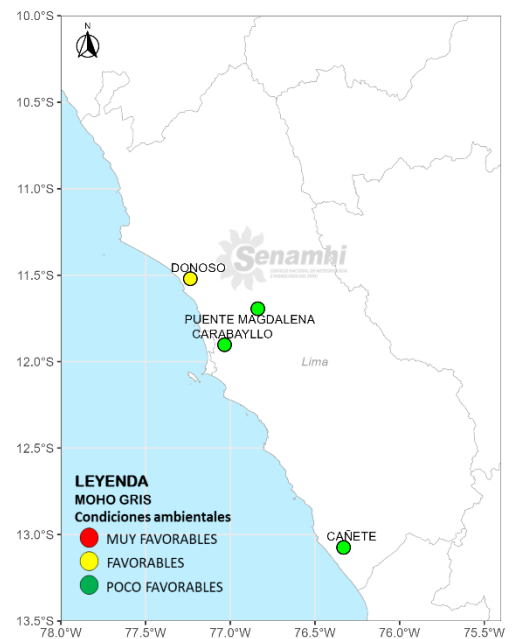 10.0°S
N
10.5°S
11.0°S
Senamhi
11.5°S
DONOSO
PUENTE MAGDALENA
CARABAYLLO
12.0°S
Lima
12.5°S
LEYENDA
MOHO GRIS
Condiciones ambientales
MUY FAVORABLES
FAVORABLES
POCO FAVORABLES
CAÑETE
13.0°S
13.5°S
78.0°W 77.5°W 77.0°W 76.5°W 76.0°W 75.5°W